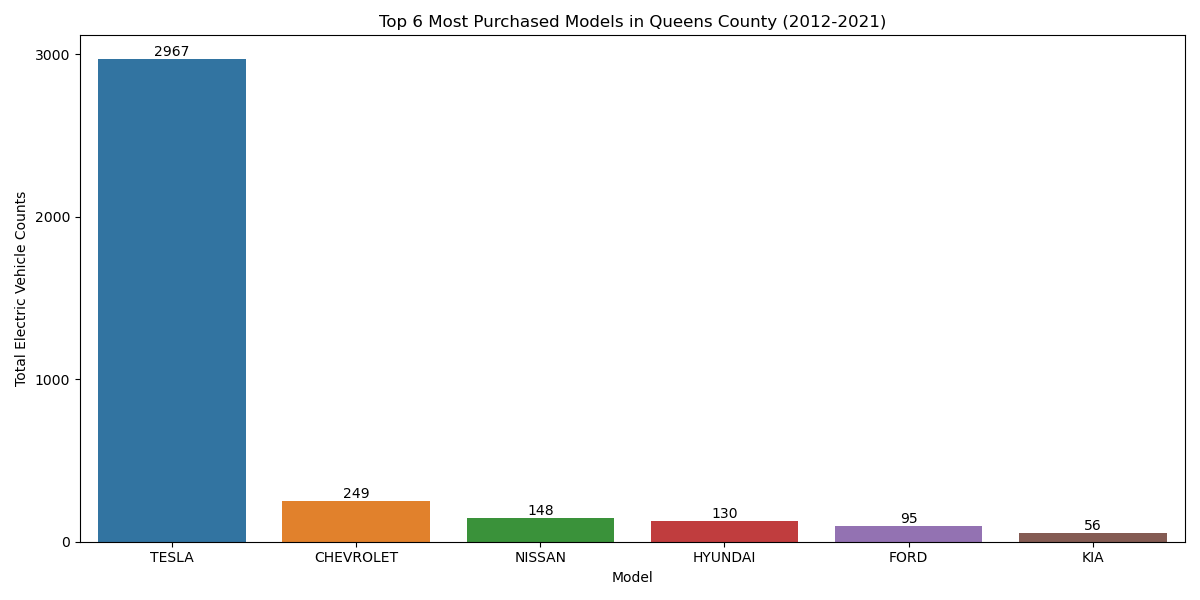 Top 6 Most Purchased Models in Queens County (2012-2021)
Total Electric Vehicle Counts
3000
2000
1000
0
2967
249
148
130
95
56
TESLA
CHEVROLET
NISSAN
HYUNDAI
FORD
KIA
Model